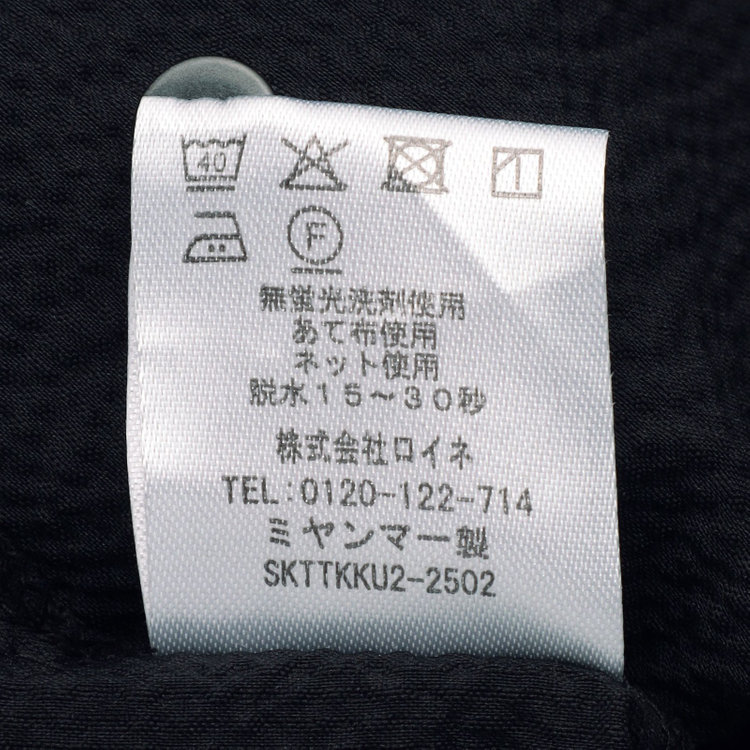 40
F
無蛍光洗剤使用
あて布使用
ネット使用
脱水15～30秒
株式会社ロイネ
TEL:0120-122-714
ミヤンマー製
SKTTKKU2-2502